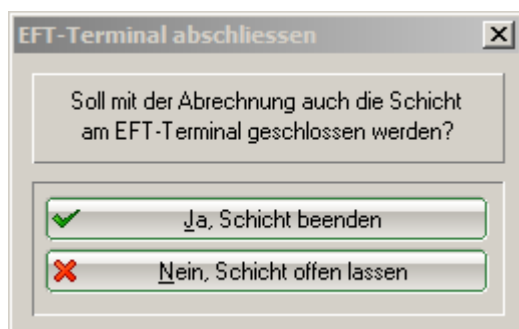 EFT-Terminal abschliessen
Soll mit der Abrechnung auch die Schicht
am EFT-Terminal geschlossen werden?
Ja, Schicht beenden
Nein, Schicht offen lassen